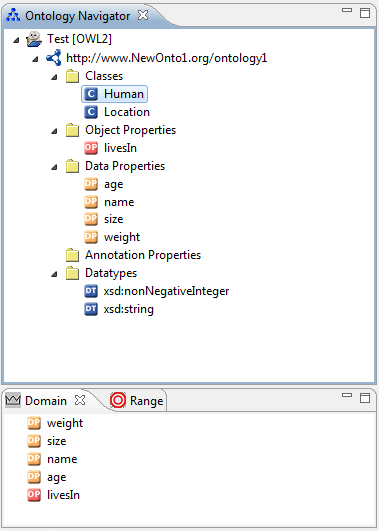 Ontology Navigator
Test [OWL2]
http://www.NewOnto1.org/ontology1
Classes
C Human
C Location
Object Properties
OP livesIn
Data Properties
DP age
DP name
DP size
DP weight
Annotation Properties
Datatypes
DT xsd:nonNegativeInteger
DT xsd:string
Domain Range
DP weight
DP size
DP name
DP age
OP livesIn